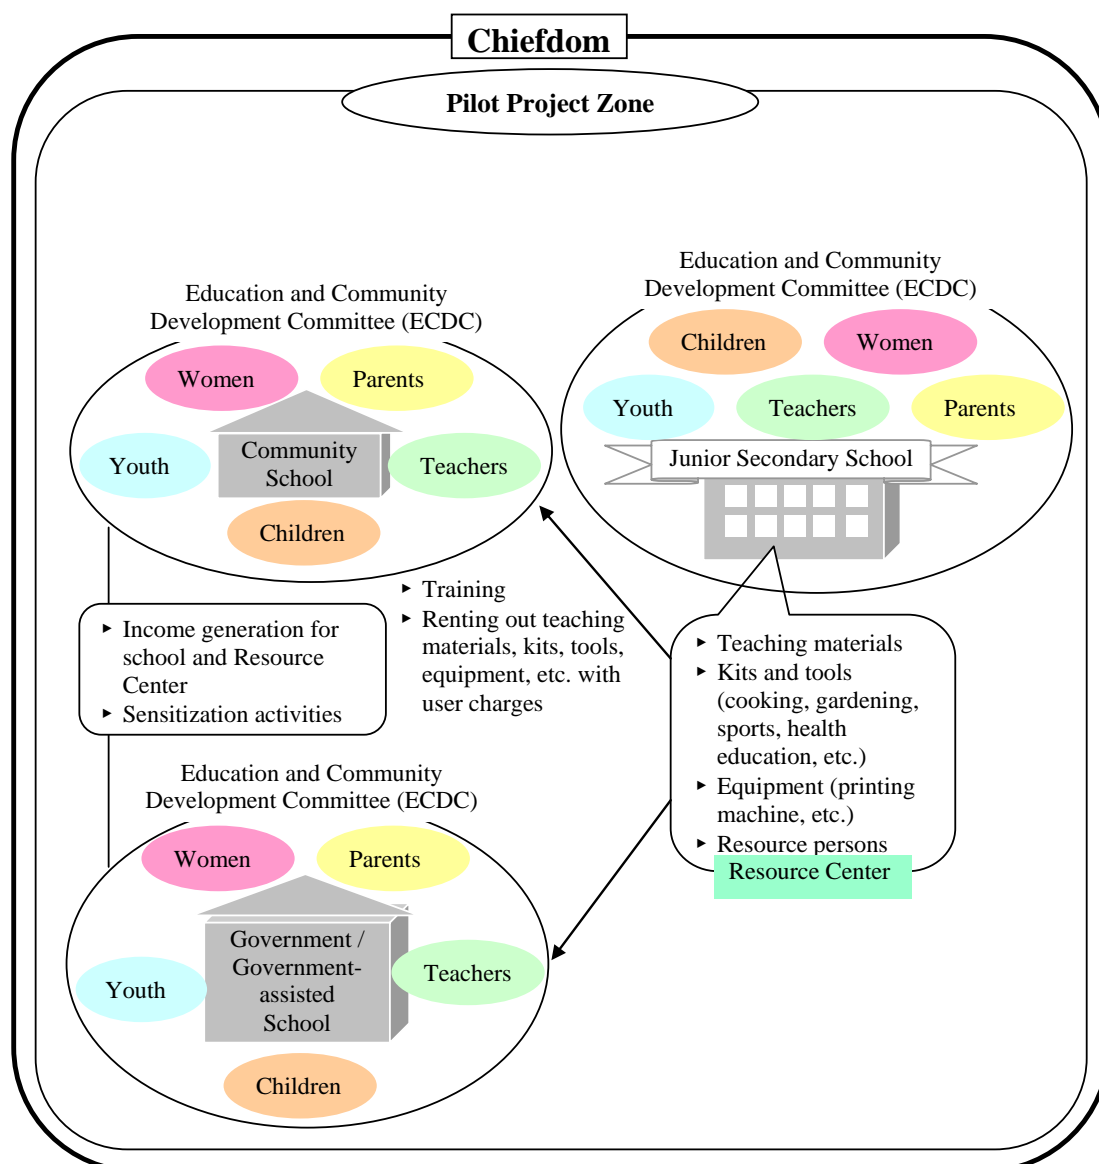 Chiefdom
Pilot Project Zone
Education and Community
Development Committee (ECDC)
Children
Women
Youth
Teachers
Parents
Junior Secondary School
Education and Community
Development Committee (ECDC)
Women
Parents
Youth
Community
School
Teachers
Children
▸ Training
▸ Renting out teaching
materials, kits, tools,
equipment, etc. with
user charges
▸ Income generation for
school and Resource
Center
▸ Sensitization activities
▸ Teaching materials
▸ Kits and tools
(cooking, gardening,
sports, health
education, etc.)
▸ Equipment (printing
machine, etc.)
▸ Resource persons
Resource Center
Education and Community
Development Committee (ECDC)
Women
Parents
Youth
Government /
Government-
assisted
School
Teachers
Children